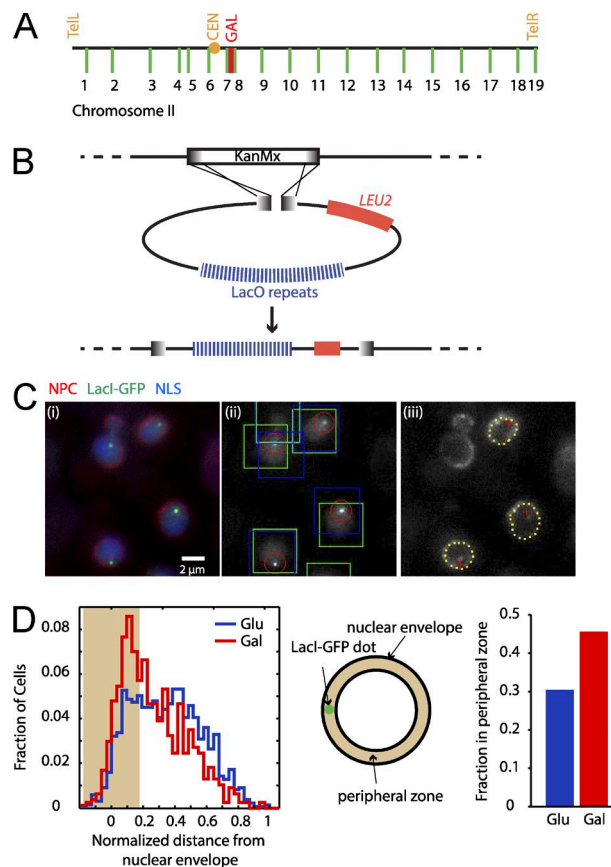 A
TelL
CEN
GAL
TelR
1 2 3 4 5 6 7 8 9 10 11 12 13 14 15 16 17 18 19
Chromosome II
B
KanMx
LEU2
LacO repeats
C
NPC LacI-GFP NLS
(i) (ii) (iii)
2 µm
D
Fraction of Cells
0.08
0.06
0.04
0.02
0
0 0.2 0.4 0.6 0.8 1
Normalized distance from
nuclear envelope
Glu
Gal
nuclear envelope
LacI-GFP dot
peripheral zone
Fraction in peripheral zone
0.5
0.4
0.3
0.2
0.1
0
Glu Gal